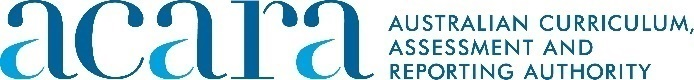 acara
AUSTRALIAN CURRICULUM,
ASSESSMENT AND
REPORTING AUTHORITY